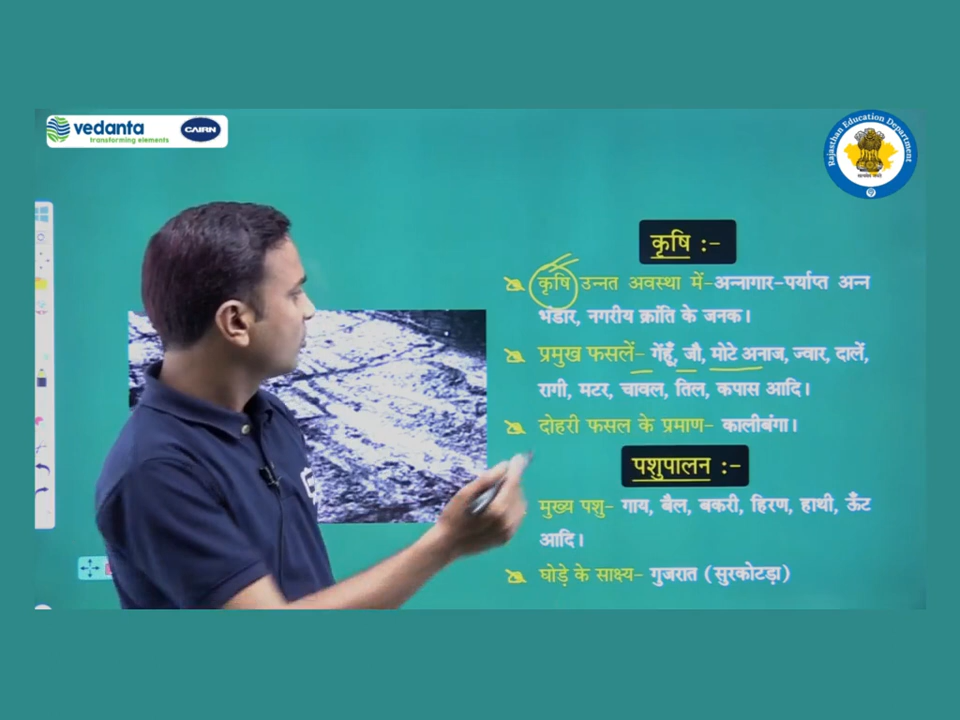 vedanta
transforming elements
CAIRN
Rajasthan Education Department
कृषि :-
कृषि उन्नत अवस्था में-अन्नागार-पर्याप्त अन्न
भंडार, नगरीय क्रांति के जनक।
प्रमुख फसलें- गेंहूँ, जौ, मोटे अनाज, ज्वार, दालें,
रागी, मटर, चावल, तिल, कपास आदि।
दोहरी फसल के प्रमाण- कालीबंगा।
पशुपालन :-
मुख्य पशु- गाय, बैल, बकरी, हिरण, हाथी, ऊँट
आदि।
घोड़े के साक्ष्य- गुजरात (सुरकोटड़ा)